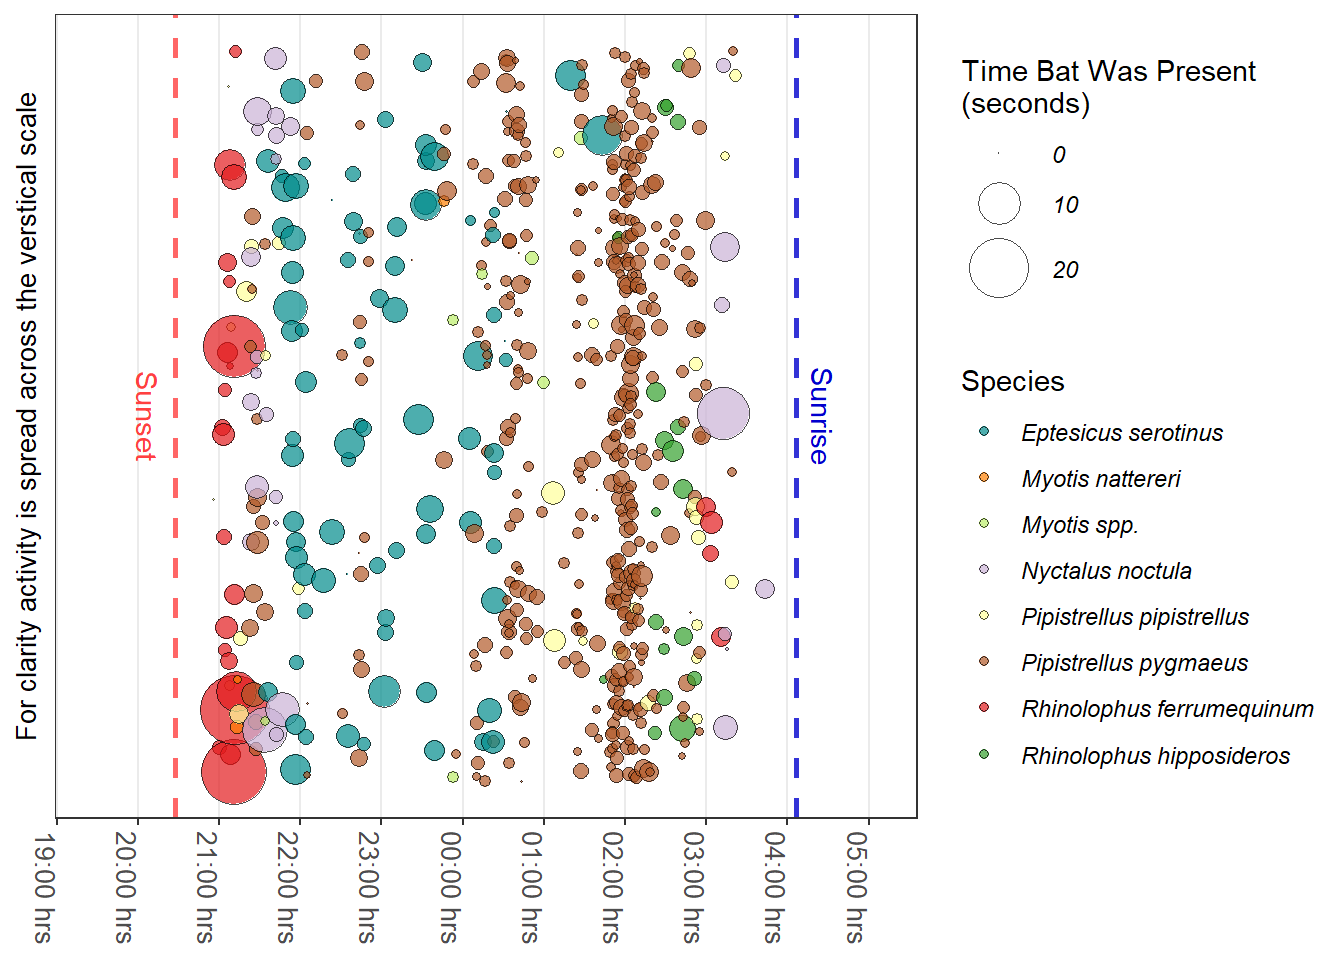 For clarity activity is spread across the verstical scale
Sunset
Sunrise
19:00 hrs
20:00 hrs
21:00 hrs
22:00 hrs
23:00 hrs
00:00 hrs
01:00 hrs
02:00 hrs
03:00 hrs
04:00 hrs
05:00 hrs
Time Bat Was Present
(seconds)
0
10
20
Species
Eptesicus serotinus
Myotis nattereri
Myotis spp.
Nyctalus noctula
Pipistrellus pipistrellus
Pipistrellus pygmaeus
Rhinolophus ferrumequinum
Rhinolophus hipposideros